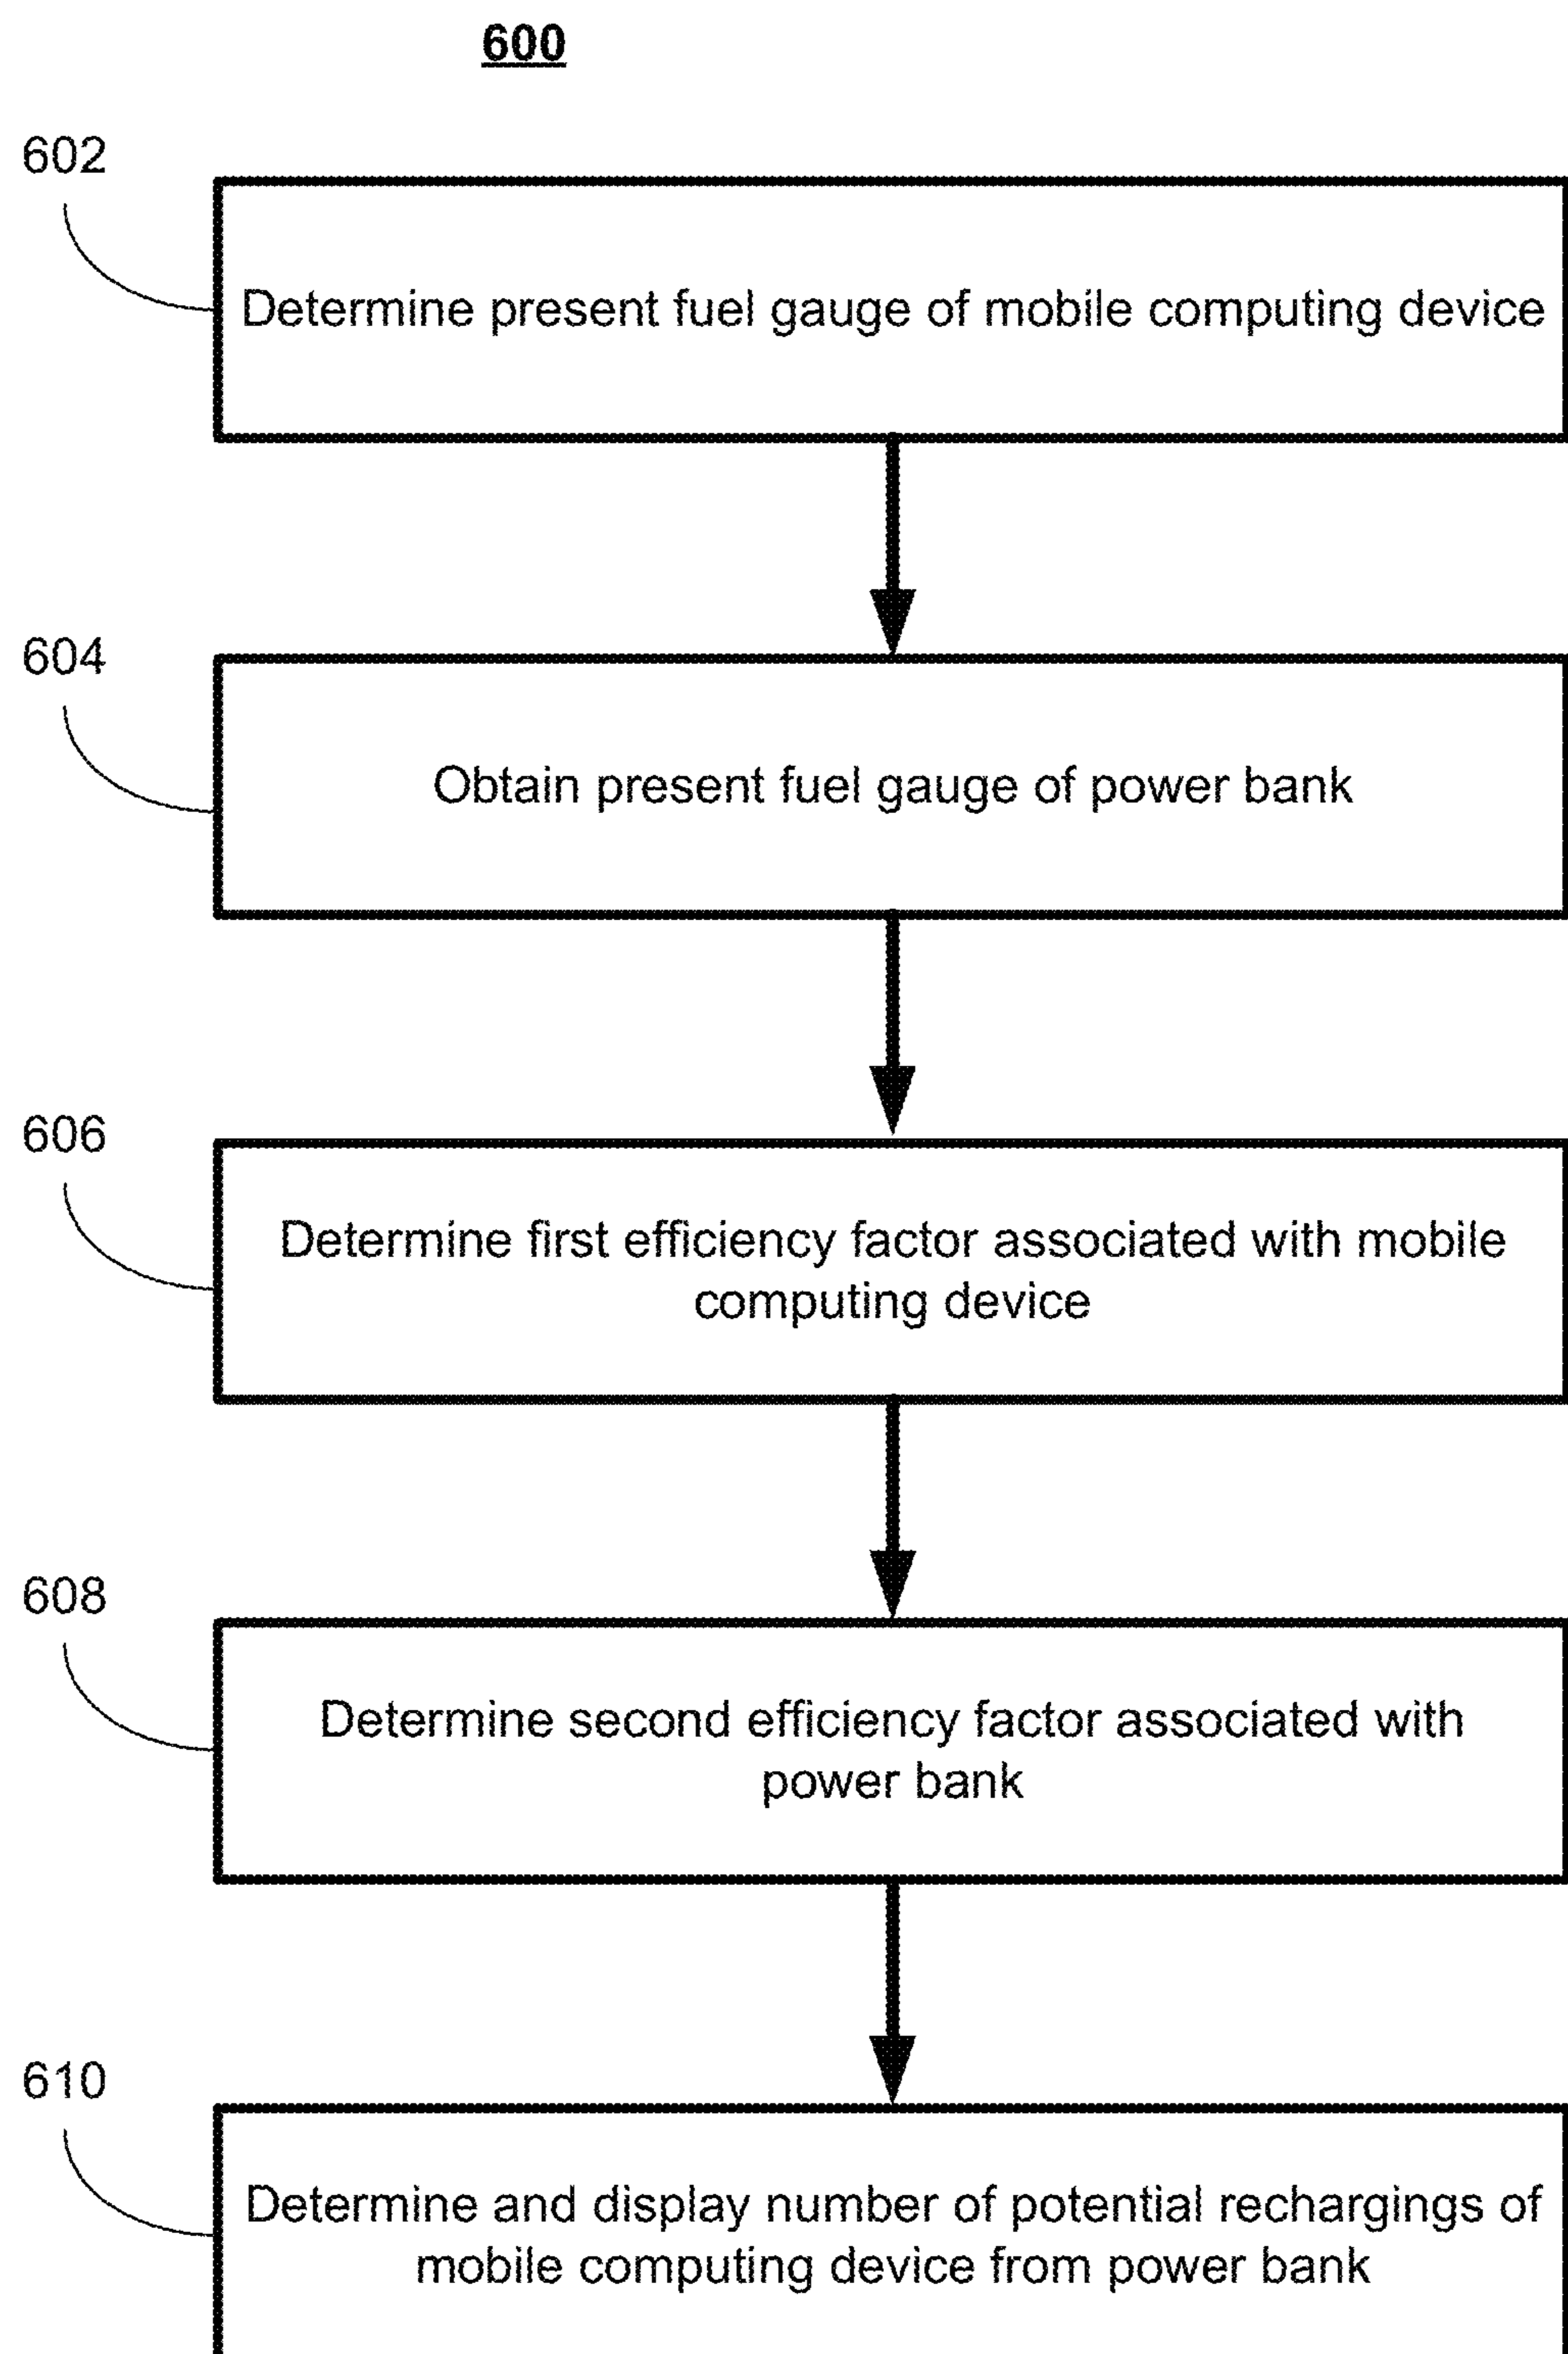 600
602
Determine present fuel gauge of mobile computing device
604
Obtain present fuel gauge of power bank
606
Determine first efficiency factor associated with mobile
computing device
608
Determine second efficiency factor associated with
power bank
610
Determine and display number of potential rechargings of
mobile computing device from power bank